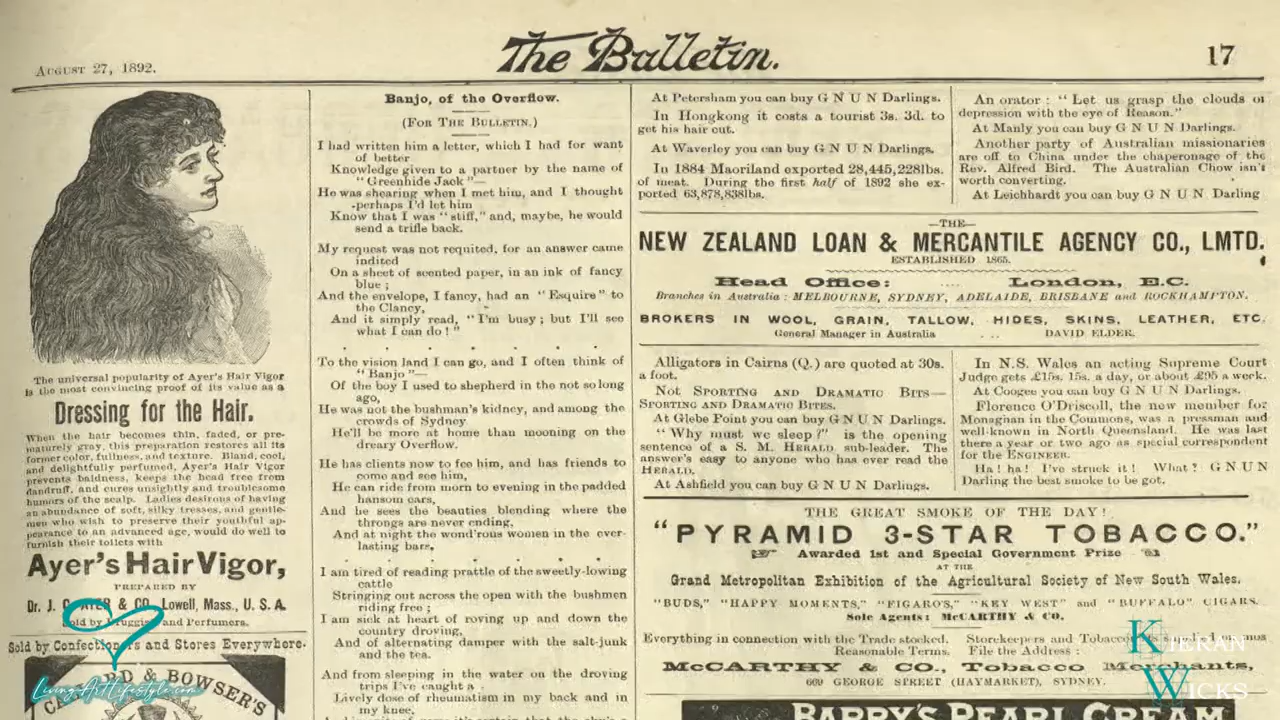 August 27, 1892.
The Bulletin.
17
The universal popularity of Ayer's Hair Vigor
is the most convincing proof of its value as a
Dressing for the Hair.
When the hair becomes thin, faded, or pre-
maturely gray, this preparation restores all its
former color, fullness, and texture. Bland, cool,
and delightfully perfumed, Ayer's Hair Vigor
prevents baldness, keeps the head free from
dandruff, and cures unsightly and troublesome
humors of the scalp. Ladies desirous of having
an abundance of soft, silky tresses, and gentle-
men who wish to preserve their youthful ap-
pearance to an advanced age, would do well to
furnish their toilets with
Ayer's Hair Vigor,
PREPARED BY
Dr. J. C. AYER & CO., Lowell, Mass., U. S. A.
Sold by Druggists and Perfumers.
Sold by Confectioners and Stores Everywhere.
& BOWSER'S
LivingArtLifestyle.com
Banjo, of the Overflow.
(For The Bulletin.)
I had written him a letter, which I had for want
of better
Knowledge given to a partner by the name of
"Greenhide Jack"—
He was shearing when I met him, and I thought
perhaps I'd let him
Know that I was "stiff," and, maybe, he would
send a trifle back.
My request was not requited, for an answer came
indited
On a sheet of scented paper, in an ink of fancy
blue ;
And the envelope, I fancy, had an "Esquire" to
the Clancy,
And it simply read, "I'm busy ; but I'll see
what I can do !"
. . . . . . .
To the vision land I can go, and I often think of
"Banjo"—
Of the boy I used to shepherd in the not so long
ago,
He was not the bushman's kidney, and among the
crowds of Sydney
He'll be more at home than mooning on the
dreary Overflow.
He has clients now to fee him, and has friends to
come and see him,
He can ride from morn to evening in the padded
hansom cars,
And he sees the beauties blending where the
throngs are never ending,
And at night the wond'rous women in the ever-
lasting bars.
. . . . . . .
I am tired of reading prattle of the sweetly-lowing
cattle
Stringing out across the open with the bushmen
riding free ;
I am sick at heart of roving up and down the
country droving,
And of alternating damper with the salt-junk
and the tea.
And from sleeping in the water on the droving
trips I've caught a
Lively dose of rheumatism in my back and in
my knee,
At Petersham you can buy G N U N Darlings.
In Hongkong it costs a tourist 3s. 3d. to
get his hair cut.
At Waverley you can buy G N U N Darlings.
In 1884 Maoriland exported 28,445,228lbs.
of meat. During the first half of 1892 she ex-
ported 63,878,838lbs.
An orator : "Let us grasp the clouds of
depression with the eye of Reason."
At Manly you can buy G N U N Darlings.
Another party of Australian missionaries
are off to China under the chaperonage of the
Rev. Alfred Bird. The Australian Chow isn't
worth converting.
At Leichhardt you can buy G N U N Darling
—THE—
NEW ZEALAND LOAN & MERCANTILE AGENCY CO., LMTD.
ESTABLISHED 1865.
Head Office: .... London, E.C.
Branches in Australia : MELBOURNE, SYDNEY, ADELAIDE, BRISBANE and ROCKHAMPTON.
BROKERS IN WOOL, GRAIN, TALLOW, HIDES, SKINS, LEATHER, ETC.
General Manager in Australia .. . DAVID ELDER.
Alligators in Cairns (Q.) are quoted at 30s.
a foot.
Not Sporting and Dramatic Bits—
Sporting and Dramatic Bites.
At Glebe Point you can buy G N U N Darlings.
"Why must we sleep?" is the opening
sentence of a S. M. Herald sub-leader. The
answer's easy to anyone who has ever read the
Herald.
At Ashfield you can buy G N U N Darlings.
In N.S. Wales an acting Supreme Court
Judge gets £15s. 15s. a day, or about £95 a week.
At Coogee you can buy G N U N Darlings.
Florence O'Driscoll, the new member for
Monaghan in the Commons, was a pressman and
well-known in North Queensland. He was last
there a year or two ago as special correspondent
for the Engineer.
Ha ! ha ! I've struck it ! What ? G N U N
Darling the best smoke to be got.
THE GREAT SMOKE OF THE DAY!
"PYRAMID 3-STAR TOBACCO."
Awarded 1st and Special Government Prize
AT THE
Grand Metropolitan Exhibition of the Agricultural Society of New South Wales.
"BUDS," "HAPPY MOMENTS," "FIGARO'S," "KEY WEST" and "BUFFALO" CIGARS.
Sole Agents: McCARTHY & CO.
Everything in connection with the Trade stocked. Storekeepers and
Reasonable Terms. File the Address :
McCARTHY & CO., Tobacco Merchants,
609 GEORGE STREET (HAYMARKET), SYDNEY.
BARRY'S PEARL CREAM
KIERAN
WICKS